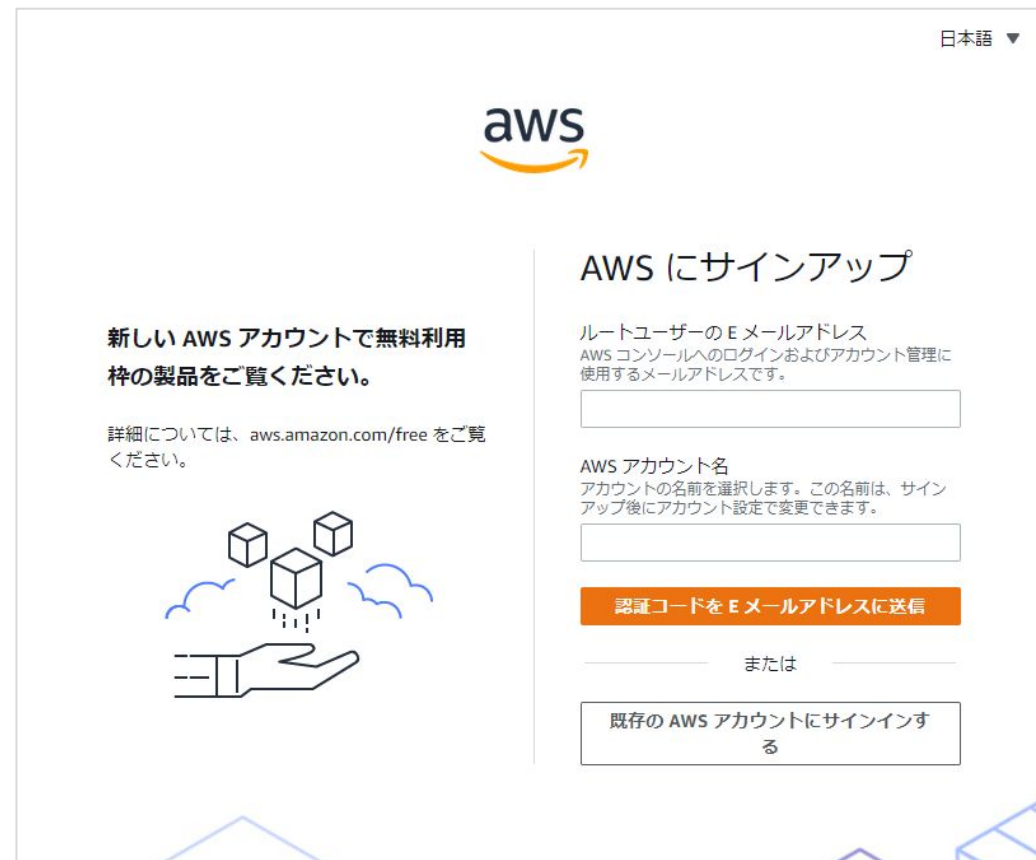 日本語 ▼
aws
新しい AWS アカウントで無料利用
枠の製品をご覧ください。
詳細については、aws.amazon.com/free をご覧
ください。
AWS にサインアップ
ルートユーザーの E メールアドレス
AWS コンソールへのログインおよびアカウント管理に
使用するメールアドレスです。
AWS アカウント名
アカウントの名前を選択します。この名前は、サイン
アップ後にアカウント設定で変更できます。
認証コードを E メールアドレスに送信
または
既存の AWS アカウントにサインインす
る